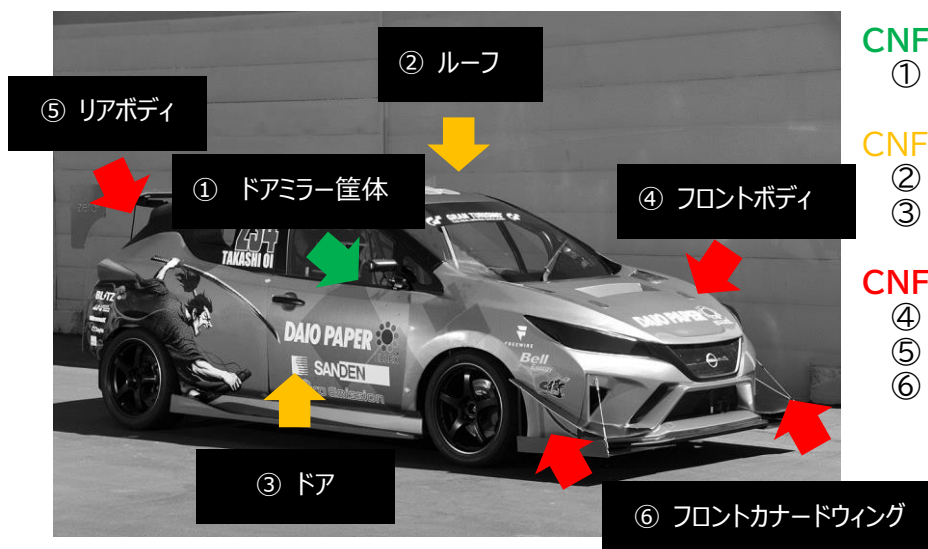 ② ルーフ
⑤ リアボディ
① ドアミラー筐体
④ フロントボディ
③ ドア
⑥ フロントカナードウィング
CNF
①
CNF
②
③
CNF
④
⑤
⑥
GRAN TURISMO
234
TAKASHI OI
BLITZ
DAIO PAPER
SANDEN
Emission
FREEWIRE
Bell
DAIO PAPER